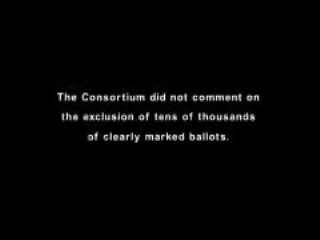 The Consortium did not comment on
the exclusion of tens of thousands
of clearly marked ballots.